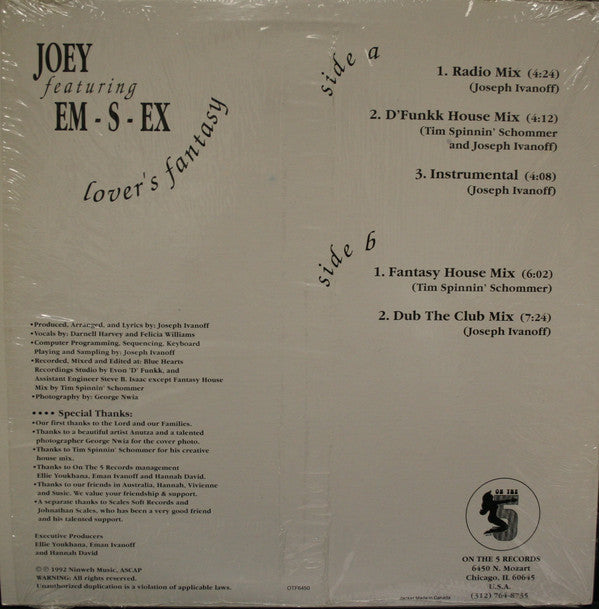 JOEY
featuring
EM - S - EX
lover's fantasy
side a
1. Radio Mix (4:24)
(Joseph Ivanoff)
2. D'Funkk House Mix (4:12)
(Tim Spinnin' Schommer
and Joseph Ivanoff)
3. Instrumental (4:08)
(Joseph Ivanoff)
side b
1. Fantasy House Mix (6:02)
(Tim Spinnin' Schommer)
2. Dub The Club Mix (7:24)
(Joseph Ivanoff)
•Produced, Arranged, and Lyrics by: Joseph Ivanoff
•Vocals by: Darnell Harvey and Felicia Williams
•Computer Programming, Sequencing, Keyboard
Playing and Sampling by: Joseph Ivanoff
•Recorded, Mixed and Edited at: Blue Hearts
Recordings Studio by Evon 'D' Funkk, and
Assistant Engineer Steve B. Isaac except Fantasy House
Mix by Tim Spinnin' Schommer
•Photography by: George Nwia
•••• Special Thanks:
•Our first thanks to the Lord and our Families.
•Thanks to a beautiful artist Anutza and a talented
photographer George Nwia for the cover photo.
•Thanks to Tim Spinnin' Schommer for his creative
house mix.
•Thanks to On The 5 Records management
Ellie Youkhana, Eman Ivanoff and Hannah David.
•Thanks to our friends in Australia, Hannah, Vivienne
and Susie. We value your friendship & support.
•A separate thanks to Scales Soft Records and
Johnathan Scales, who has been a very good friend
and his talented support.
Executive Producers
Ellie Youkhana, Eman Ivanoff
and Hannah David
© ℗ 1992 Ninweh Music, ASCAP
WARNING: All rights reserved.
Unauthorized duplication is a violation of applicable laws.
OTF6450
Jacket Made in Canada
ON THE
5
ON THE 5 RECORDS
6450 N. Mozart
Chicago, IL 60645
U.S.A.
(312) 764-8735